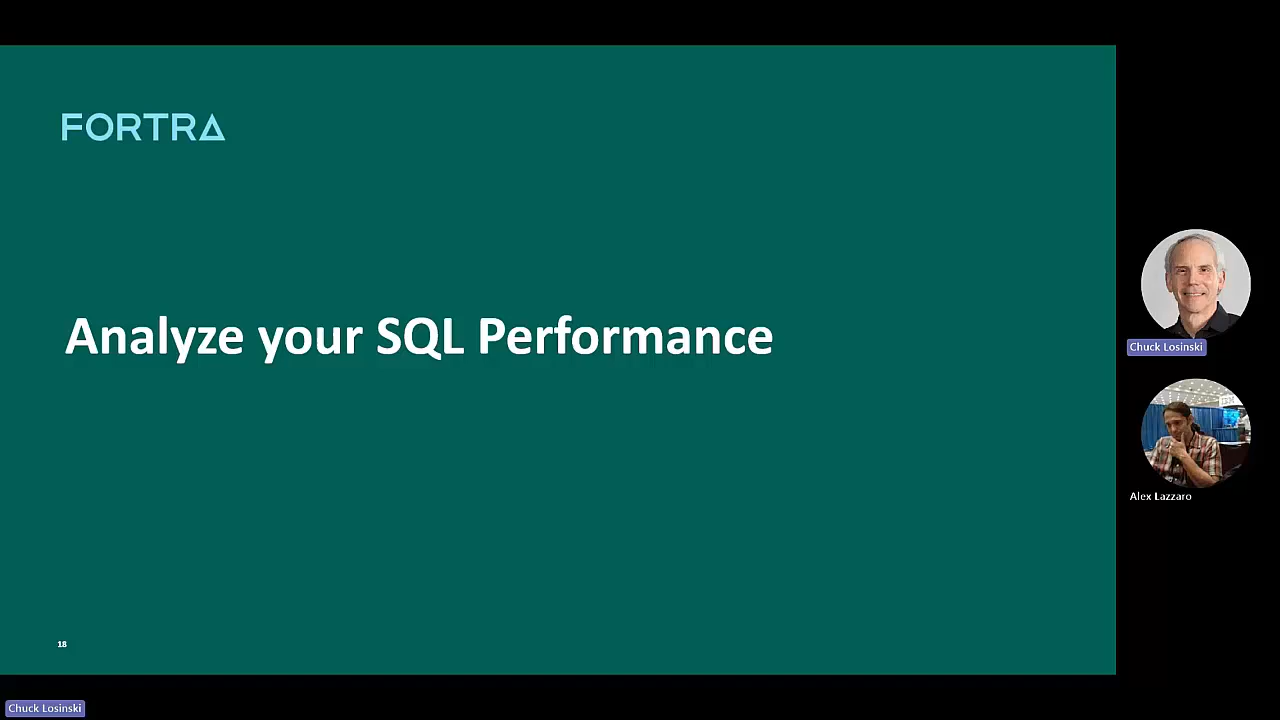 FORTRA
Analyze your SQL Performance
18
Chuck Losinski
Alex Lazzaro
Chuck Losinski